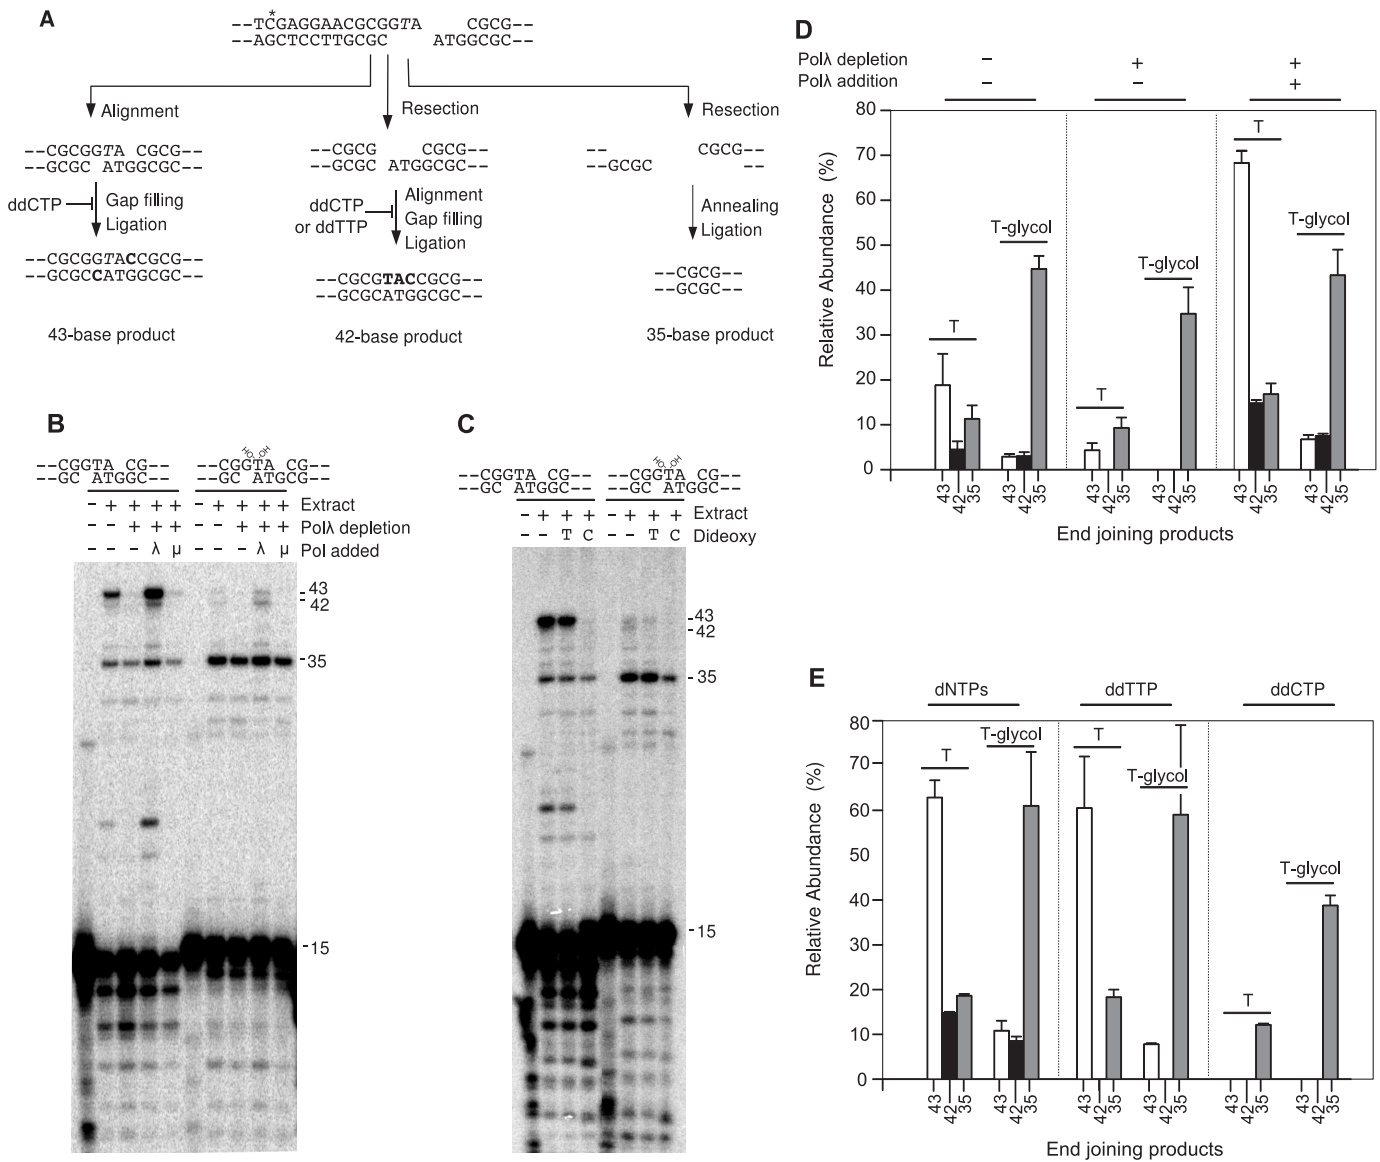 A
*
--TCGAGGAACGCGGTA CGCG--
--AGCTCCTTGCGC ATGGCGC--
Alignment
Resection
Resection
--CGCGGTA CGCG--
--GCGC ATGGCGC--
--CGCG CGCG--
--GCGC ATGGCGC--
-- CGCG--
--GCGC --
ddCTP
Gap filling
Ligation
ddCTP
or ddTTP
Alignment
Gap filling
Ligation
Annealing
Ligation
--CGCGGTACCGCG--
--GCGCCATGGCGC--
--CGCGTACCGCG--
--GCGCATGGCGC--
--CGCG--
--GCGC--
43-base product
42-base product
35-base product
B
--CGGTA CG--
--GC ATGGC--
HO OH
--CGGTA CG--
--GC ATGCG--
- + + + - + + + Extract
+ + + + + + Polλ depletion
- - - λ μ - - - λ μ Pol added
43
42
35
15
C
--CGGTA CG--
--GC ATGGC--
HO OH
--CGGTA CG--
--GC ATGGC--
- + + + - + + + Extract
- - T C - - T C Dideoxy
43
42
35
15
D
Polλ depletion - + +
Polλ addition - - +
Relative Abundance (%)
80
70
60
50
40
30
20
10
0
T
T-glycol
T
T-glycol
T
T-glycol
43 42 35 43 42 35 43 42 35 43 42 35 43 42 35 43 42 35
End joining products
E
dNTPs ddTTP ddCTP
Relative Abundance (%)
80
70
60
50
40
30
20
10
0
T
T-glycol
T
T-glycol
T
T-glycol
43 42 35 43 42 35 43 42 35 43 42 35 43 42 35 43 42 35
End joining products